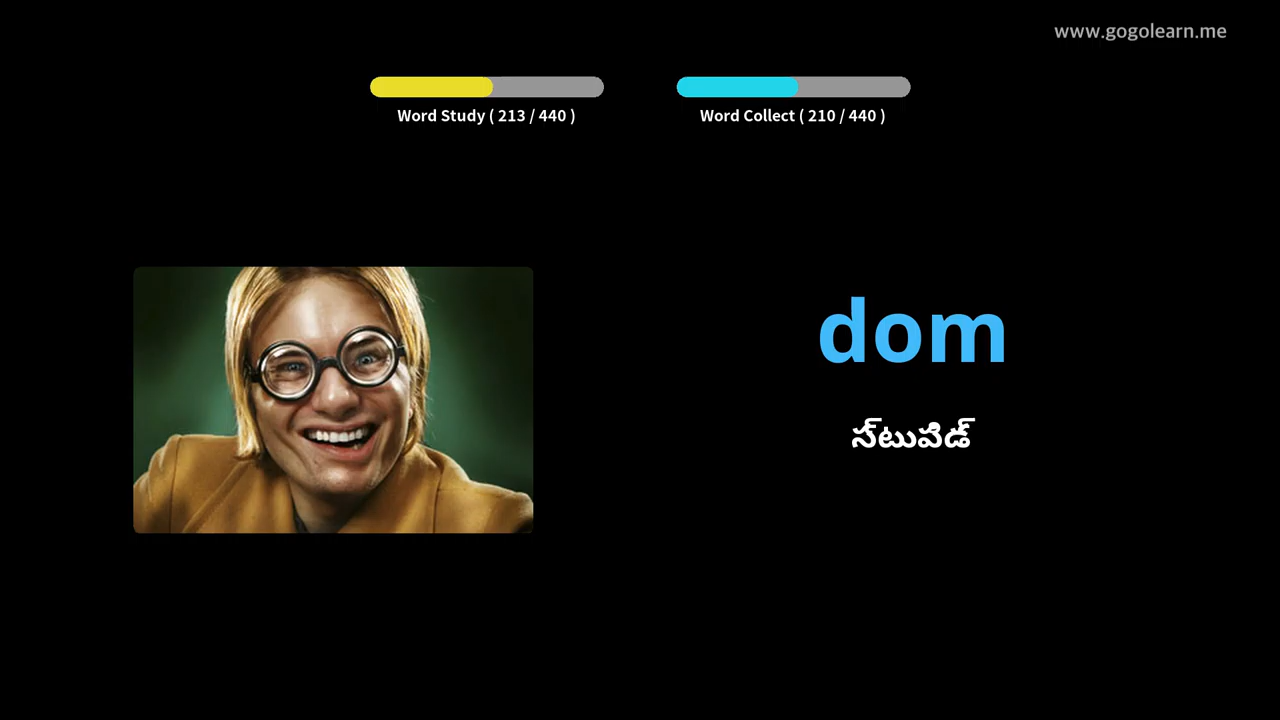 www.gogolearn.me
Word Study ( 213 / 440 )
Word Collect ( 210 / 440 )
dom
స్‌టుపిడ్